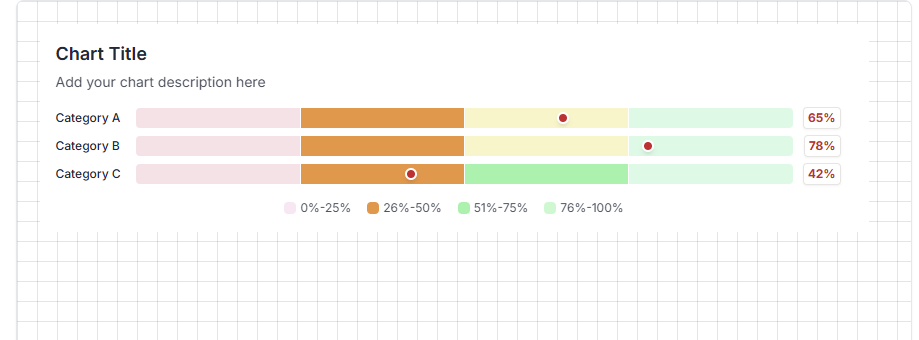 Chart Title
Add your chart description here
Category A 65%
Category B 78%
Category C 42%
0%-25% 26%-50% 51%-75% 76%-100%